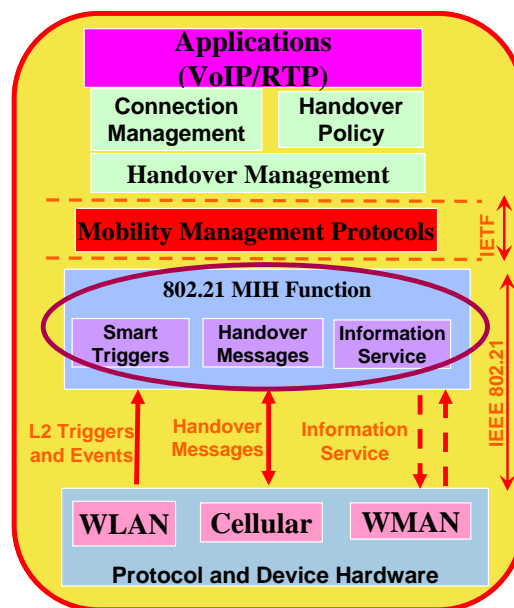 Applications
(VoIP/RTP)
Connection
Management
Handover
Policy
Handover Management
Mobility Management Protocols
IETF
802.21 MIH Function
Smart
Triggers
Handover
Messages
Information
Service
IEEE 802.21
L2 Triggers
and Events
Handover
Messages
Information
Service
WLAN
Cellular
WMAN
Protocol and Device Hardware